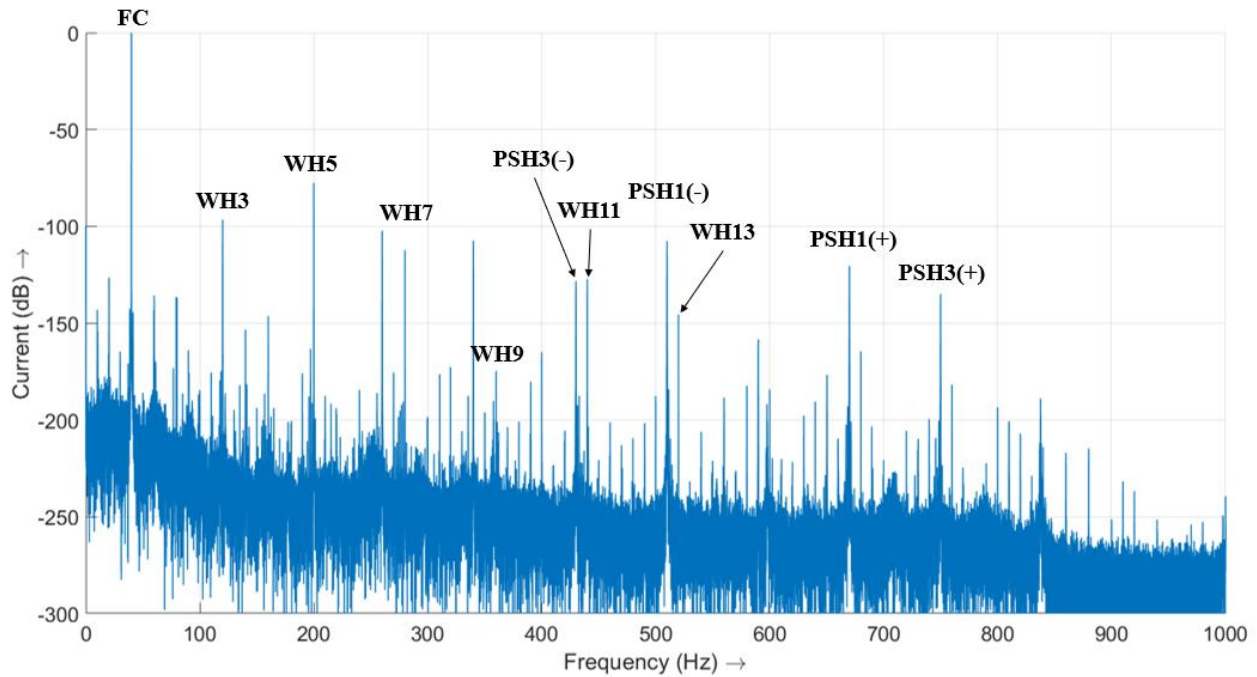 FC
0
-50
-100
-150
-200
-250
-300
Current (dB) →
WH3
WH5
WH7
PSH3(-)
WH11
PSH1(-)
WH13
PSH1(+)
PSH3(+)
WH9
0 100 200 300 400 500 600 700 800 900 1000
Frequency (Hz) →